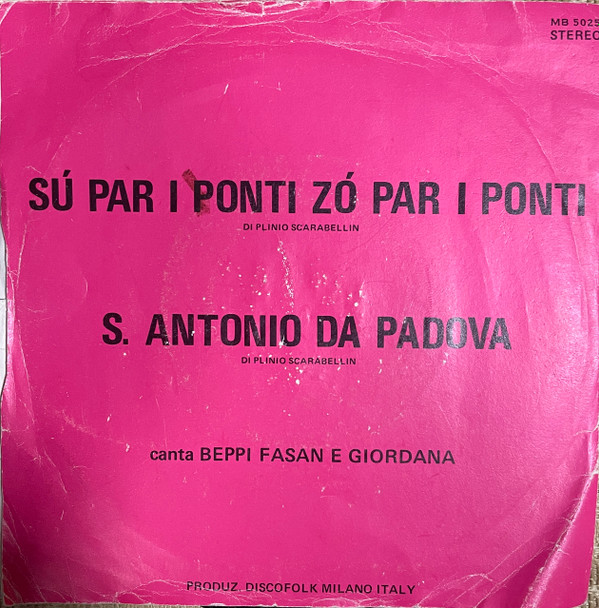 MB 5025
STEREO
SÚ PAR I PONTI ZÓ PAR I PONTI
DI PLINIO SCARABELLIN
S. ANTONIO DA PADOVA
DI PLINIO SCARABELLIN
canta BEPPI FASAN E GIORDANA
PRODUZ. DISCOFOLK MILANO ITALY